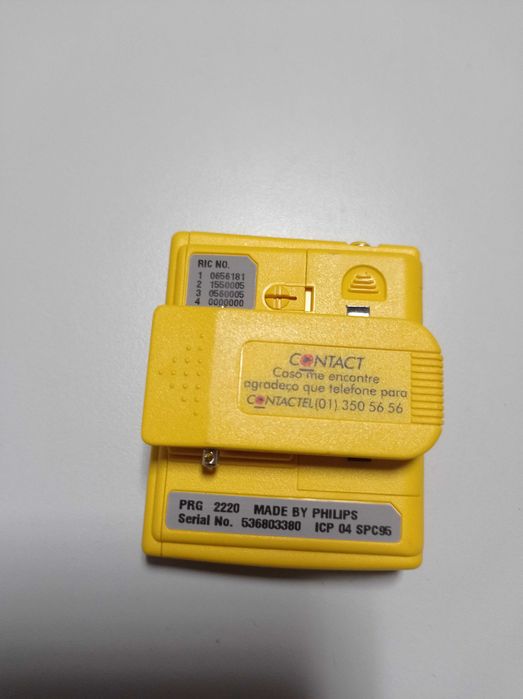 RIC NO.
1 0656181
2 1550005
3 0560005
4 0000000
CONTACT
Caso me encontre
agradeço que telefone para
CONTACTEL (01) 350 56 56
PRG 2220 MADE BY PHILIPS
Serial No. 536803380 ICP 04 SPC95